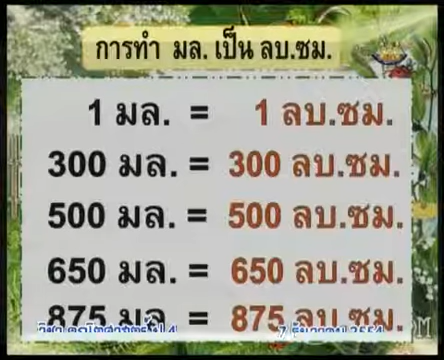 การทำ มล. เป็น ลบ.ซม.
1 มล. = 1 ลบ.ซม.
300 มล. = 300 ลบ.ซม.
500 มล. = 500 ลบ.ซม.
650 มล. = 650 ลบ.ซม.
875 มล. = 875 ลบ.ซม.